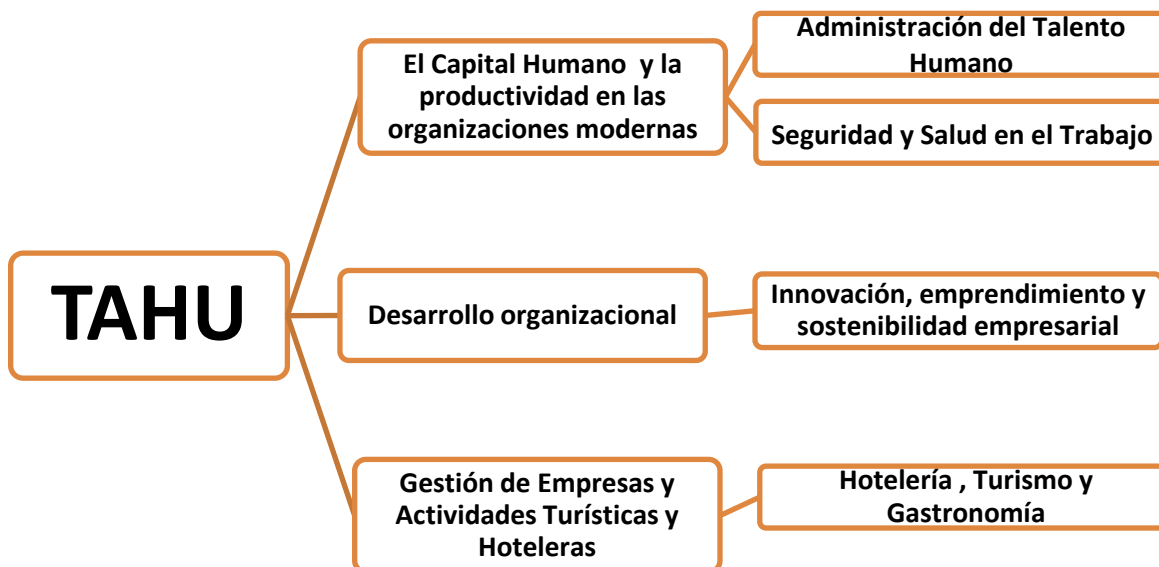 TAHU
El Capital Humano y la
productividad en las
organizaciones modernas
Administración del Talento
Humano
Seguridad y Salud en el Trabajo
Desarrollo organizacional
Innovación, emprendimiento y
sostenibilidad empresarial
Gestión de Empresas y
Actividades Turísticas y
Hoteleras
Hotelería , Turismo y
Gastronomía